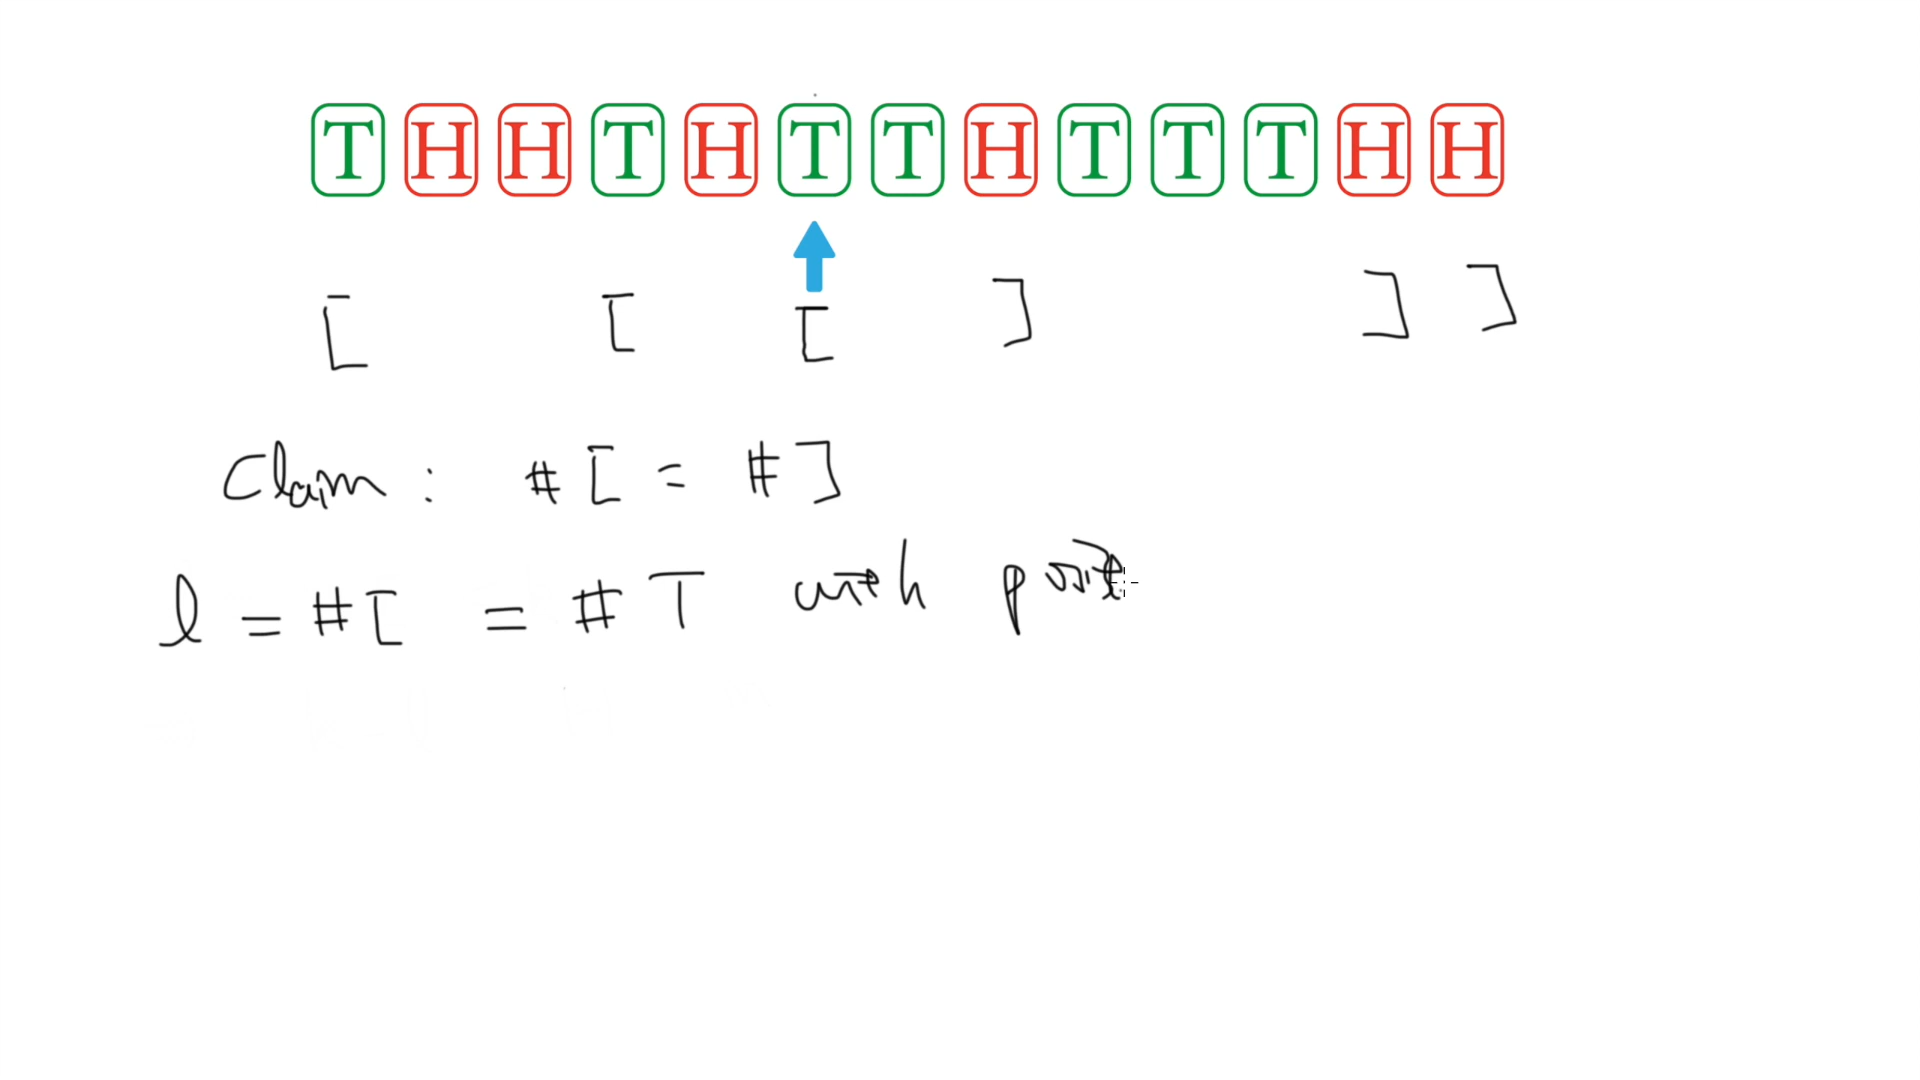 T H H T H T T H T T T H H
[ [ [ ] ] ]
Claim : # [ = # ]
l = # [ = # T with posit